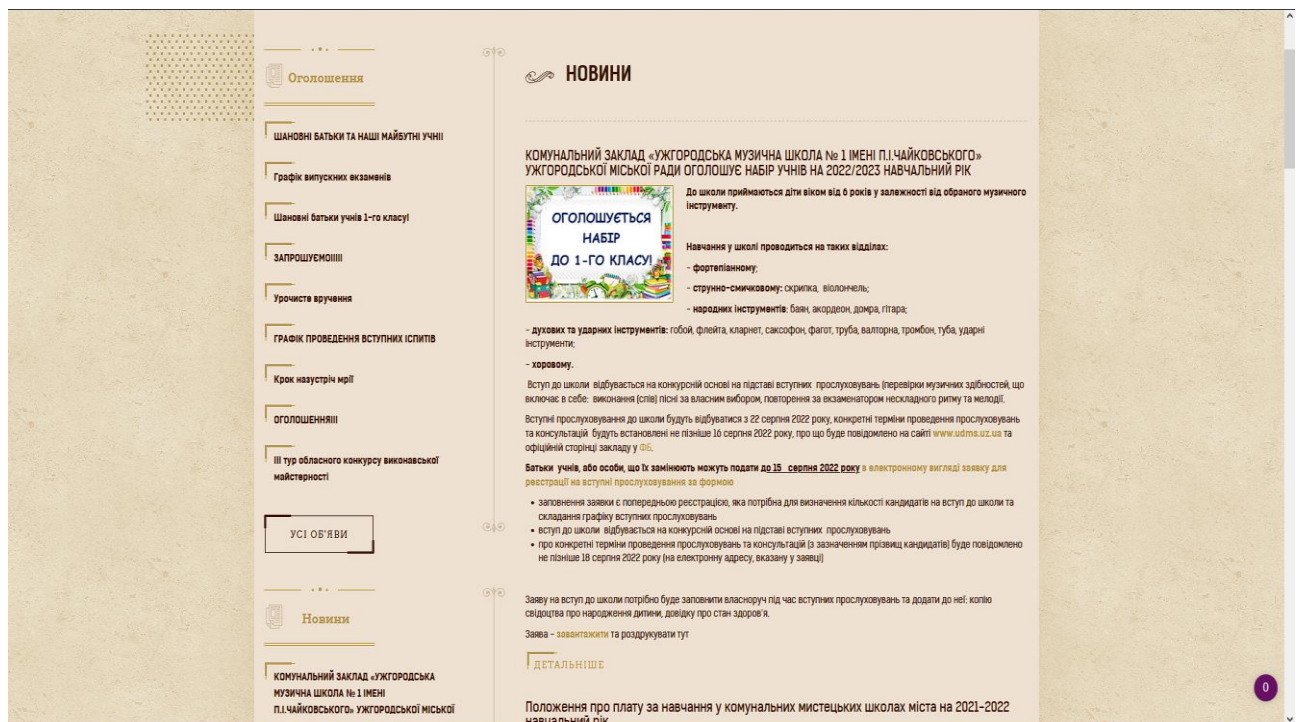 Оголошення
ШАНОВНІ БАТЬКИ ТА НАШІ МАЙБУТНІ УЧНІ!
Графік випускних екзаменів
Шановні батьки учнів 1-го класу!
ЗАПРОШУЄМО!!!!!
Урочисте вручення
ГРАФІК ПРОВЕДЕННЯ ВСТУПНИХ ІСПИТІВ
Крок назустріч мрії
ОГОЛОШЕННЯ!!!
ІІІ тур обласного конкурсу виконавської
майстерності
УСІ ОБ'ЯВИ
Новини
КОМУНАЛЬНИЙ ЗАКЛАД «УЖГОРОДСЬКА
МУЗИЧНА ШКОЛА № 1 ІМЕНІ
П.І.ЧАЙКОВСЬКОГО» УЖГОРОДСЬКОЇ МІСЬКОЇ
НОВИНИ
КОМУНАЛЬНИЙ ЗАКЛАД «УЖГОРОДСЬКА МУЗИЧНА ШКОЛА № 1 ІМЕНІ П.І.ЧАЙКОВСЬКОГО»
УЖГОРОДСЬКОЇ МІСЬКОЇ РАДИ ОГОЛОШУЄ НАБІР УЧНІВ НА 2022/2023 НАВЧАЛЬНИЙ РІК
ОГОЛОШУЄТЬСЯ
НАБІР
ДО 1-ГО КЛАСУ!
До школи приймаються діти віком від 6 років у залежності від обраного музичного
інструменту.
Навчання у школі проводиться на таких відділах:
- фортепіанному;
- струнно-смичковому: скрипка, віолончель;
- народних інструментів: баян, акордеон, домра, гітара;
- духових та ударних інструментів: гобой, флейта, кларнет, саксофон, фагот, труба, валторна, тромбон, туба, ударні
інструменти;
- хоровому.
Вступ до школи відбувається на конкурсній основі на підставі вступних прослуховувань (перевірки музичних здібностей, що
включає в себе: виконання (спів) пісні за власним вибором, повторення за екзаменатором нескладного ритму та мелодії.
Вступні прослуховування до школи будуть відбуватися з 22 серпня 2022 року, конкретні терміни проведення прослуховувань
та консультацій будуть встановлені не пізніше 16 серпня 2022 року, про що буде повідомлено на сайті www.udms.uz.ua та
офіційній сторінці закладу у ФБ.
Батьки учнів, або особи, що їх замінюють можуть подати до 15 серпня 2022 року в електронному вигляді заявку для
реєстрації на вступні прослуховування за формою
• заповнення заявки є попередньою реєстрацією, яка потрібна для визначення кількості кандидатів на вступ до школи та
складання графіку вступних прослуховувань
• вступ до школи відбувається на конкурсній основі на підставі вступних прослуховувань
• про конкретні терміни проведення прослуховувань та консультацій (з зазначенням прізвищ кандидатів) буде повідомлено
не пізніше 18 серпня 2022 року (на електронну адресу, вказану у заявці)
Заяву на вступ до школи потрібно буде заповнити власноруч під час вступних прослуховувань та додати до неї: копію
свідоцтва про народження дитини, довідку про стан здоров'я.
Заява - завантажити та роздрукувати тут
ДЕТАЛЬНІШЕ
Положення про плату за навчання у комунальних мистецьких школах міста на 2021-2022
навчальний рік
0